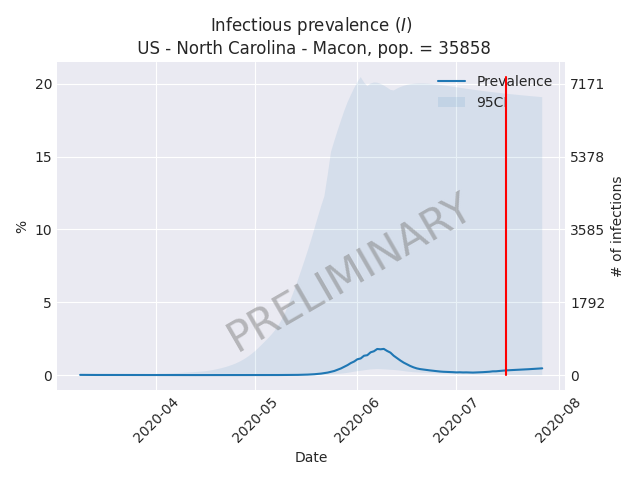 Infectious prevalence (I)
US - North Carolina - Macon, pop. = 35858
Prevalence
95CI
20
15
10
5
0
%
7171
5378
3585
1792
0
# of infections
PRELIMINARY
2020-04
2020-05
2020-06
2020-07
2020-08
Date